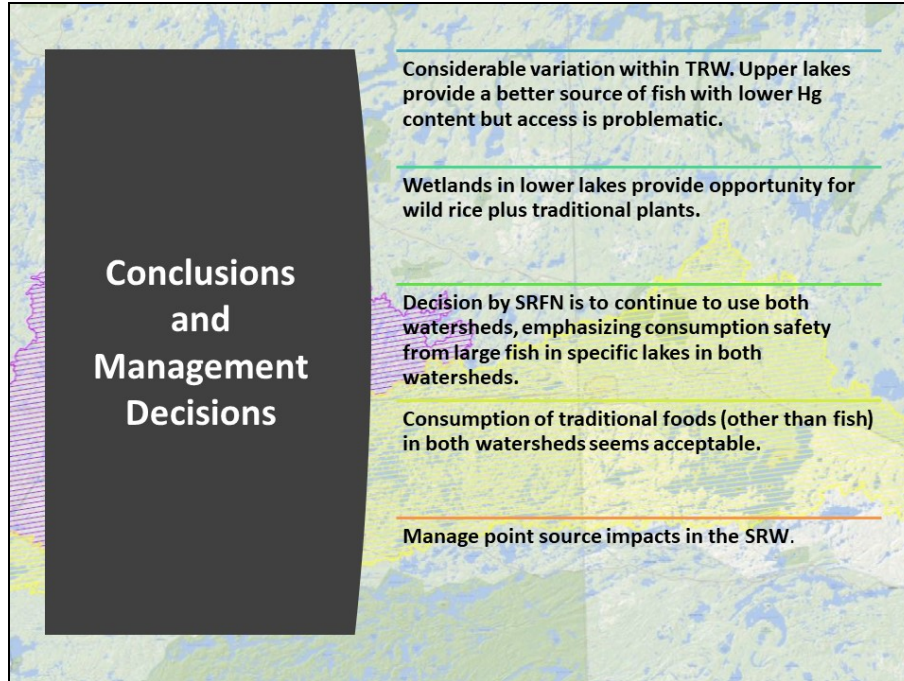 Conclusions
and
Management
Decisions
Considerable variation within TRW. Upper lakes
provide a better source of fish with lower Hg
content but access is problematic.
Wetlands in lower lakes provide opportunity for
wild rice plus traditional plants.
Decision by SRFN is to continue to use both
watersheds, emphasizing consumption safety
from large fish in specific lakes in both
watersheds.
Consumption of traditional foods (other than fish)
in both watersheds seems acceptable.
Manage point source impacts in the SRW.